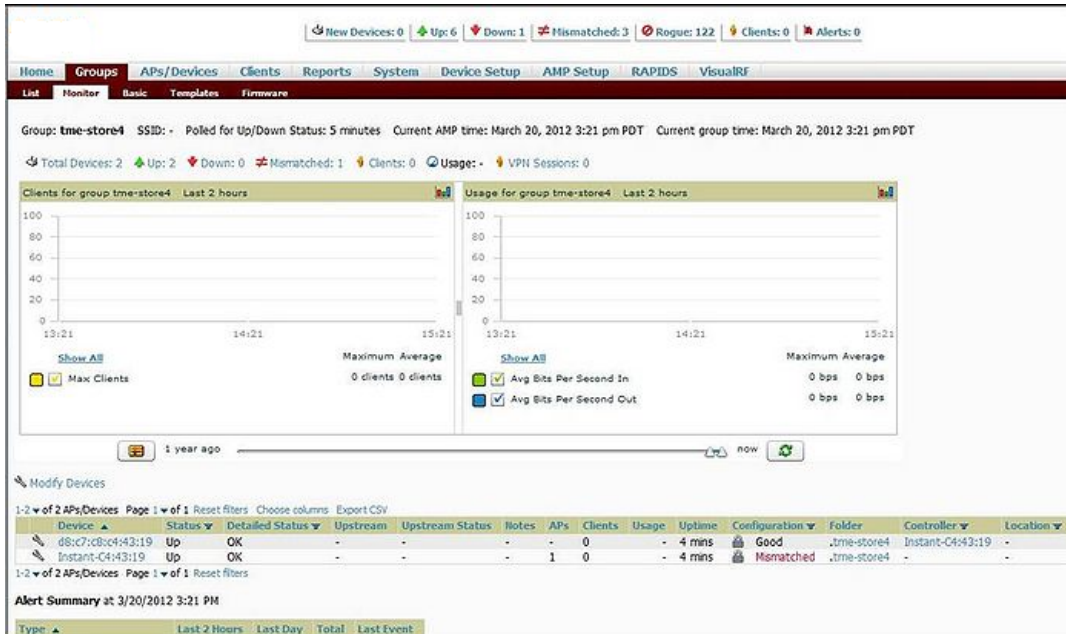 New Devices: 0 Up: 6 Down: 1 Mismatched: 3 Rogue: 122 Clients: 0 Alerts: 0
Home Groups APs/Devices Clients Reports System Device Setup AMP Setup RAPIDS VisualRF
List Monitor Basic Templates Firmware
Group: tme-store4 SSID: - Polled for Up/Down Status: 5 minutes Current AMP time: March 20, 2012 3:21 pm PDT Current group time: March 20, 2012 3:21 pm PDT
Total Devices: 2 Up: 2 Down: 0 Mismatched: 1 Clients: 0 Usage: - VPN Sessions: 0
Clients for group tme-store4 Last 2 hours
100
80
60
40
20
0
13:21 14:21 15:21
Show All Maximum Average
Max Clients 0 clients 0 clients
Usage for group tme-store4 Last 2 hours
100
80
60
40
20
0
13:21 14:21 15:21
Show All Maximum Average
Avg Bits Per Second In 0 bps 0 bps
Avg Bits Per Second Out 0 bps 0 bps
1 year ago now
Modify Devices
1-2 of 2 APs/Devices Page 1 of 1 Reset filters Choose columns Export CSV
Device Status Detailed Status Upstream Upstream Status Notes APs Clients Usage Uptime Configuration Folder Controller Location
d8:c7:c8:c4:43:19 Up OK - - - - 0 - 4 mins Good .tme-store4 Instant-C4:43:19 -
Instant-C4:43:19 Up OK - - - 1 0 - 4 mins Mismatched .tme-store4 - -
1-2 of 2 APs/Devices Page 1 of 1 Reset filters
Alert Summary at 3/20/2012 3:21 PM
Type Last 2 Hours Last Day Total Last Event